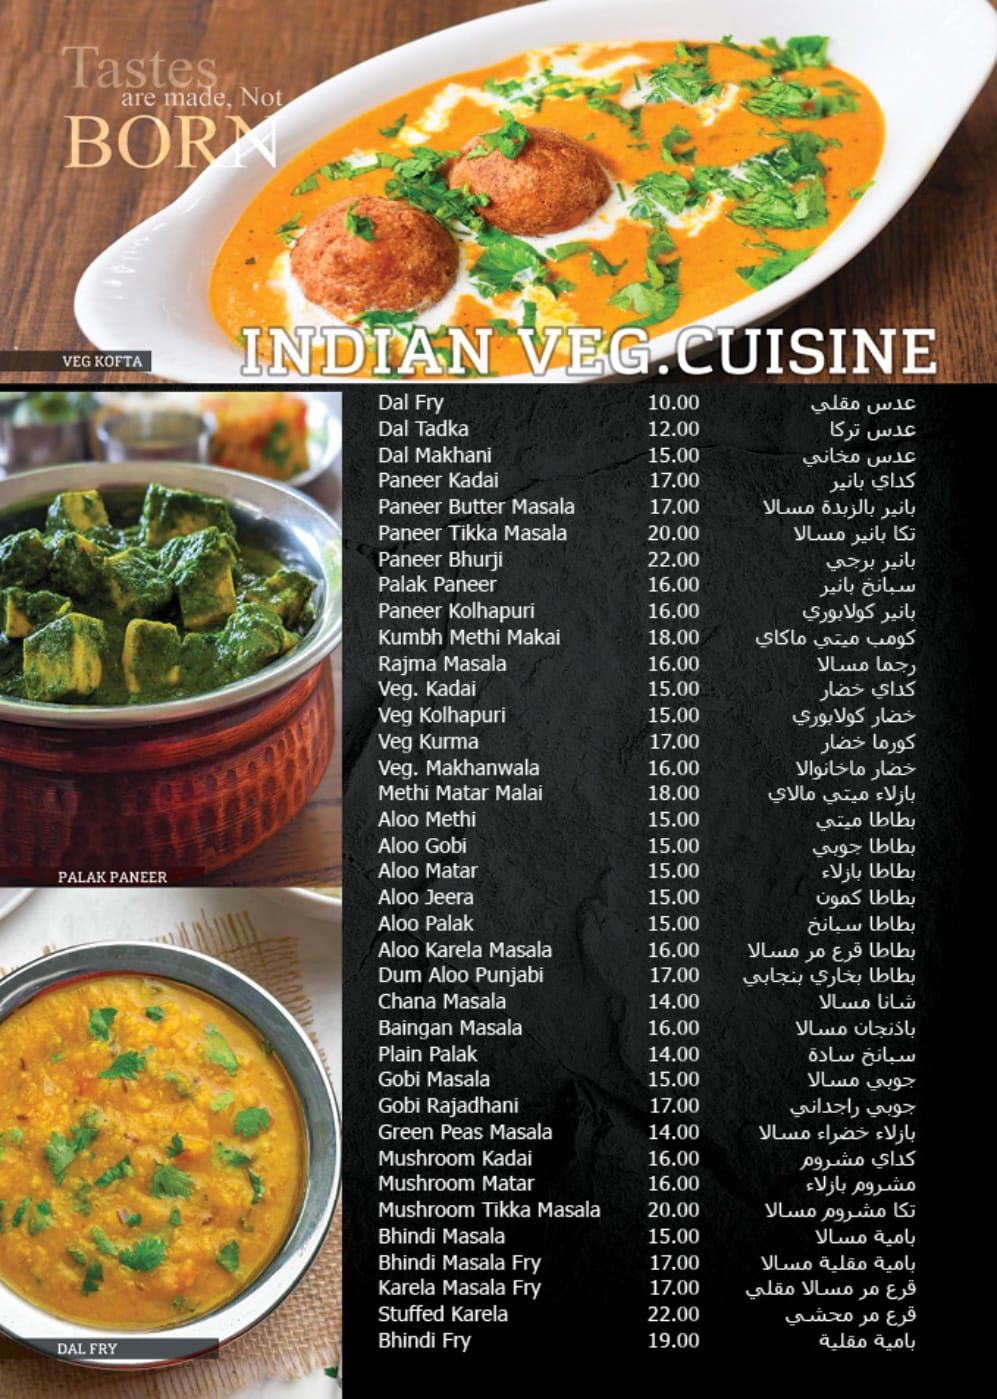 Tastes
are made, Not
BORN
VEG KOFTA
INDIAN VEG.CUISINE
Dal Fry 10.00 عدس مقلي
Dal Tadka 12.00 عدس تركا
Dal Makhani 15.00 عدس مخاني
Paneer Kadai 17.00 كداي بانير
Paneer Butter Masala 17.00 بانير بالزبدة مسالا
Paneer Tikka Masala 20.00 تكا بانير مسالا
Paneer Bhurji 22.00 بانير برجي
Palak Paneer 16.00 سبانخ بانير
Paneer Kolhapuri 16.00 بانير كولابوري
Kumbh Methi Makai 18.00 كومب ميتي ماكاي
Rajma Masala 16.00 رجما مسالا
Veg. Kadai 15.00 كداي خضار
Veg Kolhapuri 15.00 خضار كولابوري
Veg Kurma 17.00 كورما خضار
Veg. Makhanwala 16.00 خضار ماخانوالا
Methi Matar Malai 18.00 بازلاء ميتي مالاي
Aloo Methi 15.00 بطاطا ميتي
Aloo Gobi 15.00 بطاطا جوبي
Aloo Matar 15.00 بطاطا بازلاء
Aloo Jeera 15.00 بطاطا كمون
Aloo Palak 15.00 بطاطا سبانخ
Aloo Karela Masala 16.00 بطاطا قرع مر مسالا
Dum Aloo Punjabi 17.00 بطاطا بخاري بنجابي
Chana Masala 14.00 شانا مسالا
Baingan Masala 16.00 باذنجان مسالا
Plain Palak 14.00 سبانخ سادة
Gobi Masala 15.00 جوبي مسالا
Gobi Rajadhani 17.00 جوبي راجداني
Green Peas Masala 14.00 بازلاء خضراء مسالا
Mushroom Kadai 16.00 كداي مشروم
Mushroom Matar 16.00 مشروم بازلاء
Mushroom Tikka Masala 20.00 تكا مشروم مسالا
Bhindi Masala 15.00 بامية مسالا
Bhindi Masala Fry 17.00 بامية مقلية مسالا
Karela Masala Fry 17.00 قرع مر مسالا مقلي
Stuffed Karela 22.00 قرع مر محشي
Bhindi Fry 19.00 بامية مقلية
PALAK PANEER
DAL FRY